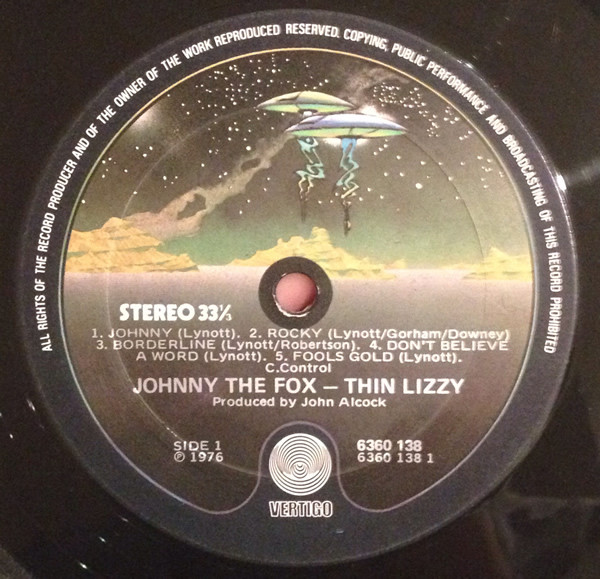 ALL RIGHTS OF THE RECORD PRODUCER AND OF THE OWNER OF THE WORK REPRODUCED RESERVED. COPYING, PUBLIC PERFORMANCE AND BROADCASTING OF THIS RECORD PROHIBITED
STEREO 33⅓
1. JOHNNY (Lynott). 2. ROCKY (Lynott/Gorham/Downey)
3. BORDERLINE (Lynott/Robertson). 4. DON'T BELIEVE
A WORD (Lynott). 5. FOOLS GOLD (Lynott).
C.Control
JOHNNY THE FOX – THIN LIZZY
Produced by John Alcock
SIDE 1 6360 138
℗ 1976 6360 138 1
VERTIGO